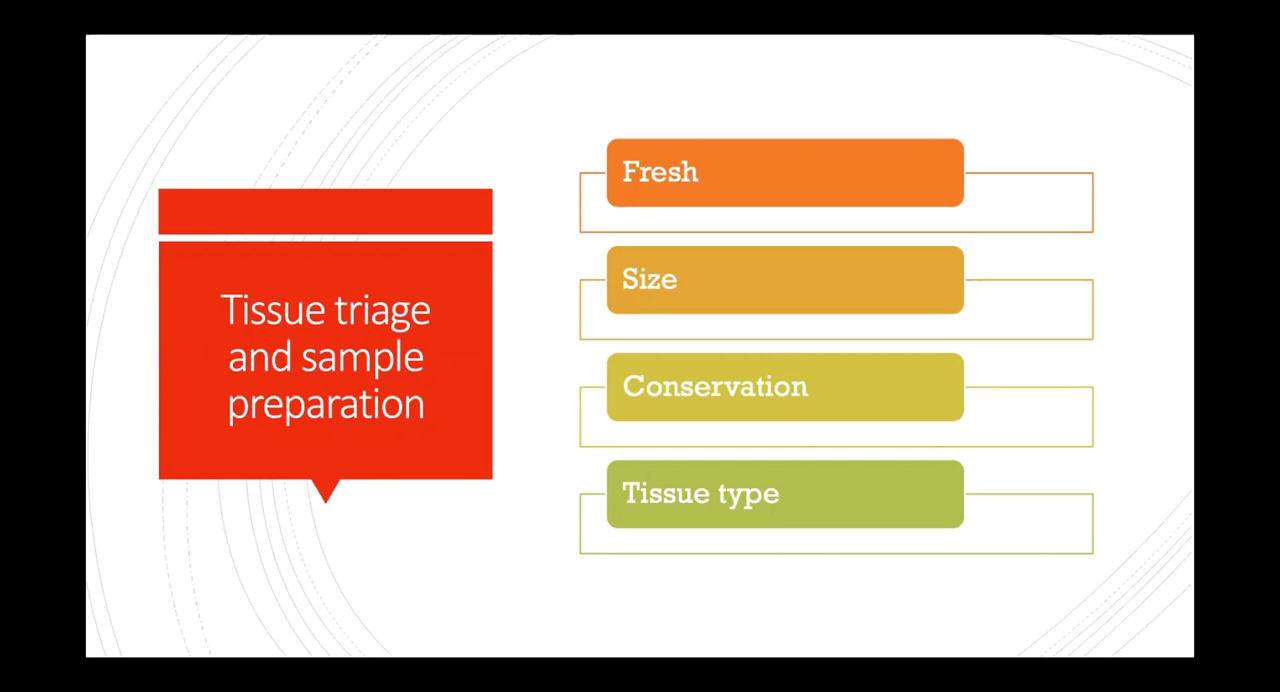 Tissue triage
and sample
preparation
Fresh
Size
Conservation
Tissue type